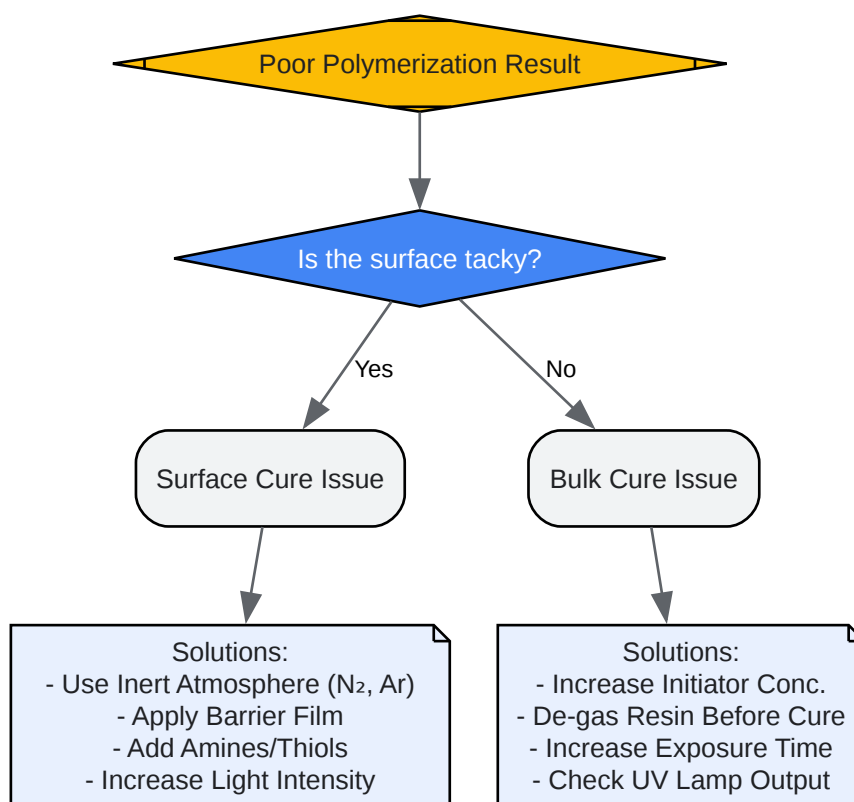 Poor Polymerization Result
Is the surface tacky?
Yes
No
Surface Cure Issue
Bulk Cure Issue
Solutions:
- Use Inert Atmosphere (N₂, Ar)
- Apply Barrier Film
- Add Amines/Thiols
- Increase Light Intensity
Solutions:
- Increase Initiator Conc.
- De-gas Resin Before Cure
- Increase Exposure Time
- Check UV Lamp Output